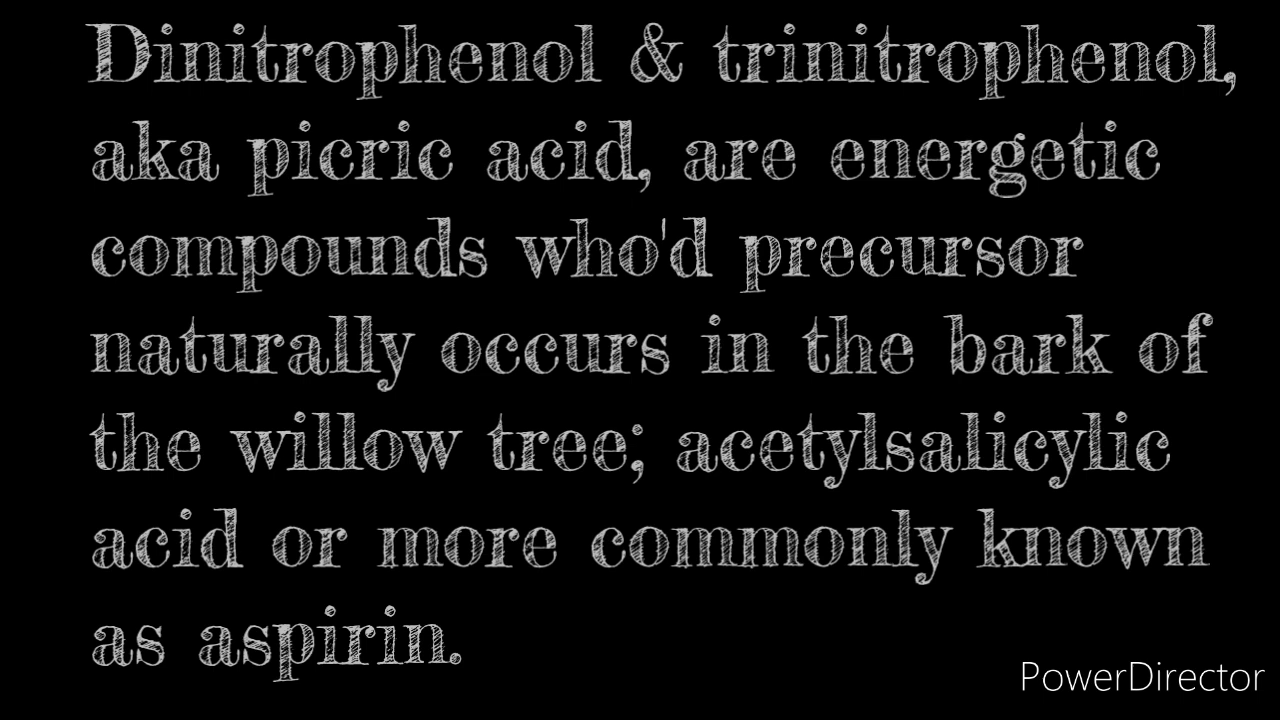 Dinitrophenol & trinitrophenol,
aka picric acid, are energetic
compounds who'd precursor
naturally occurs in the bark of
the willow tree; acetylsalicylic
acid or more commonly known
as aspirin.
PowerDirector